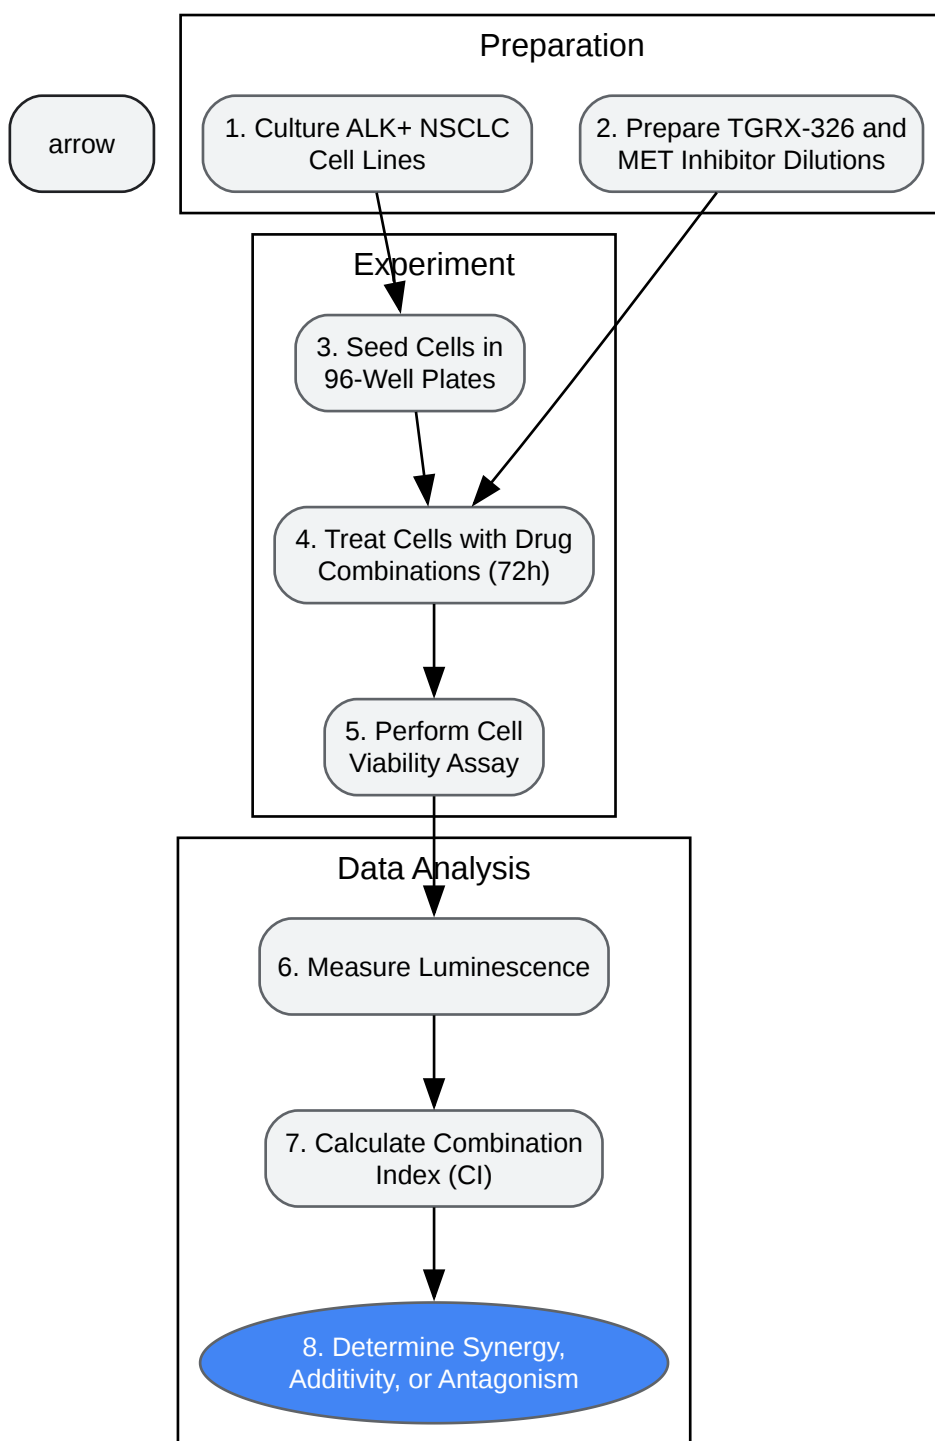 Preparation
arrow
1. Culture ALK+ NSCLC
Cell Lines
2. Prepare TGRX-326 and
MET Inhibitor Dilutions
Experiment
3. Seed Cells in
96-Well Plates
4. Treat Cells with Drug
Combinations (72h)
5. Perform Cell
Viability Assay
Data Analysis
6. Measure Luminescence
7. Calculate Combination
Index (CI)
8. Determine Synergy,
Additivity, or Antagonism